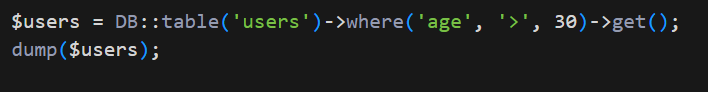 $users = DB::table('users')->where('age', '>', 30)->get();
dump($users);